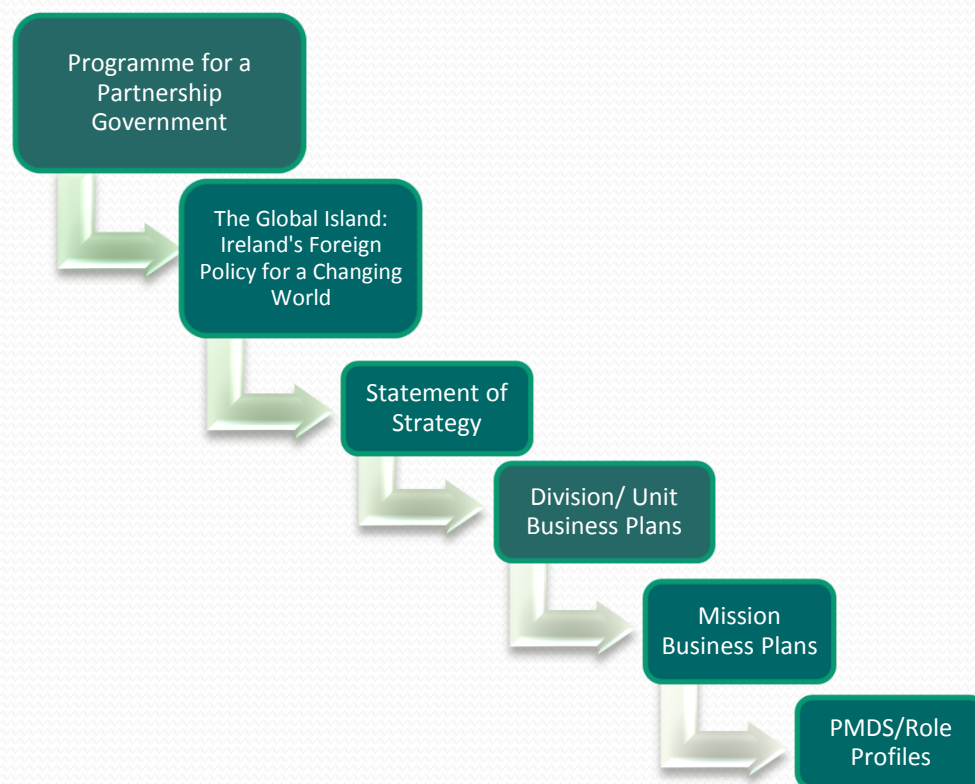 Programme for a
Partnership
Government
The Global Island:
Ireland's Foreign
Policy for a Changing
World
Statement of
Strategy
Division/ Unit
Business Plans
Mission
Business Plans
PMDS/Role
Profiles